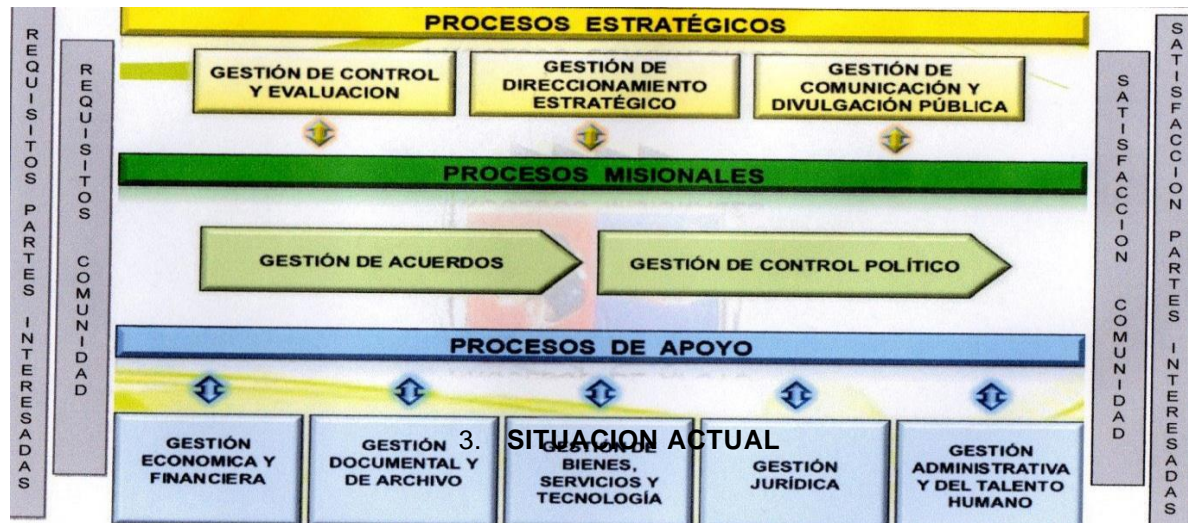 REQUISITOS PARTES INTERESADAS
REQUISITOS COMUNIDAD
PROCESOS ESTRATÉGICOS
GESTIÓN DE CONTROL
Y EVALUACION
GESTIÓN DE
DIRECCIONAMIENTO
ESTRATÉGICO
GESTIÓN DE
COMUNICACIÓN Y
DIVULGACIÓN PÚBLICA
PROCESOS MISIONALES
GESTIÓN DE ACUERDOS
GESTIÓN DE CONTROL POLÍTICO
PROCESOS DE APOYO
GESTIÓN
ECONOMICA Y
FINANCIERA
GESTIÓN
DOCUMENTAL Y
DE ARCHIVO
3. SITUACION ACTUAL
GESTIÓN DE
BIENES,
SERVICIOS Y
TECNOLOGÍA
GESTIÓN
JURÍDICA
GESTIÓN
ADMINISTRATIVA
Y DEL TALENTO
HUMANO
SATISFACCION COMUNIDAD
SATISFACCION PARTES INTERESADAS